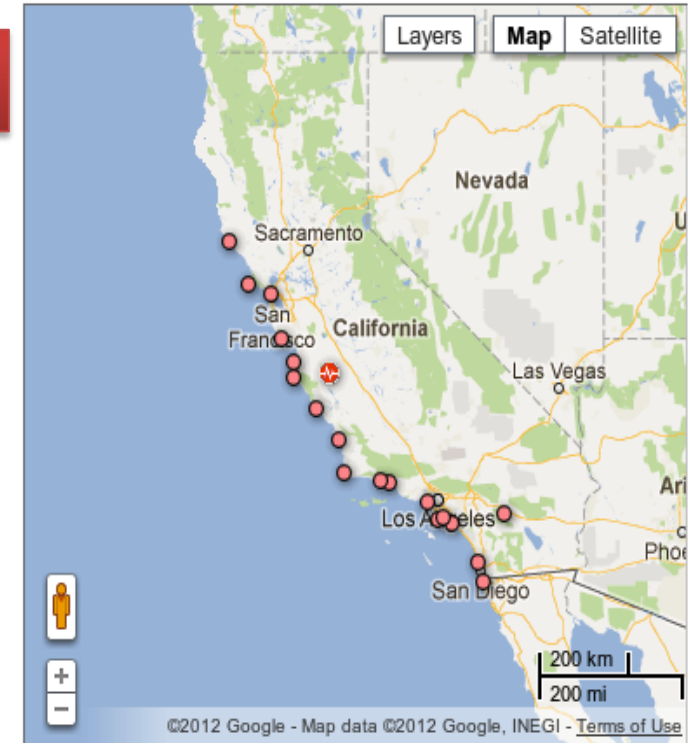 Layers
Map
Satellite
Nevada
Sacramento
San
Francisco
California
Las Vegas
Los Angeles
San Diego
200 km
200 mi
+
−
©2012 Google - Map data ©2012 Google, INEGI - Terms of Use